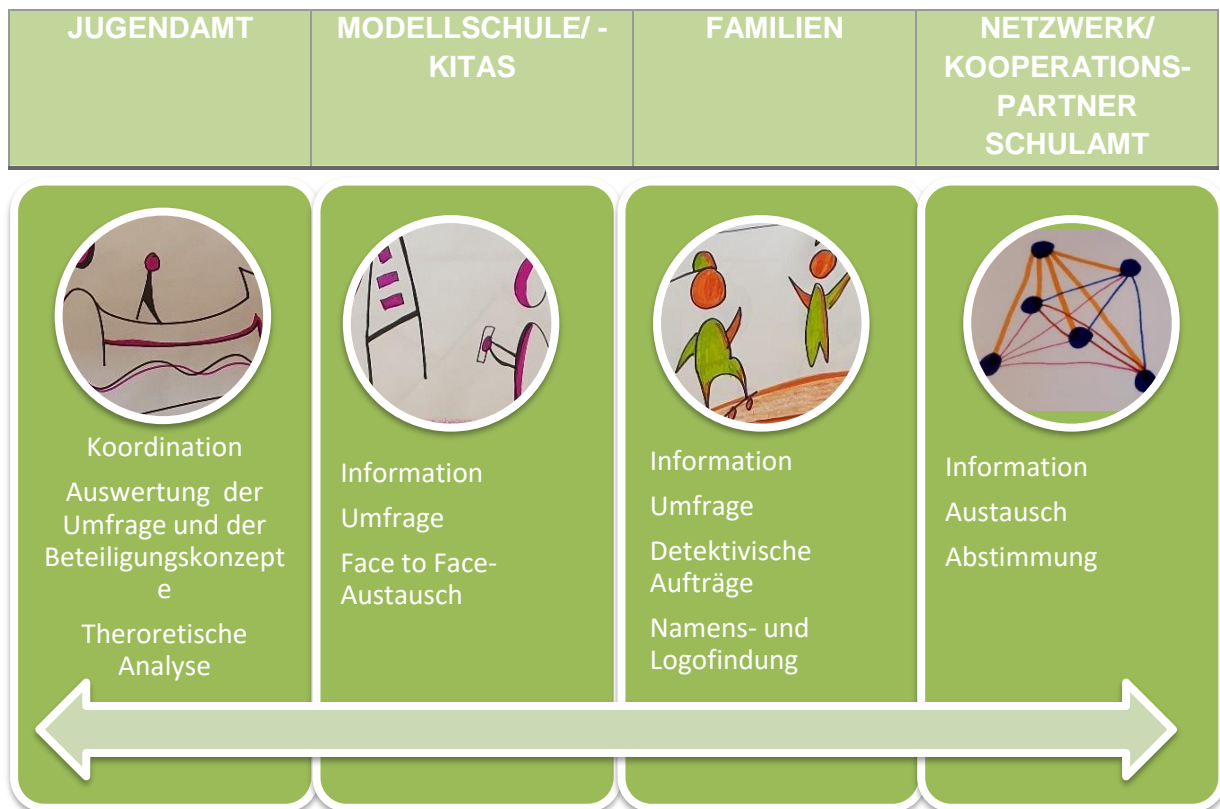 JUGENDAMT
MODELLSCHULE/ -
KITAS
FAMILIEN
NETZWERK/
KOOPERATIONS-
PARTNER
SCHULAMT
Koordination
Auswertung der
Umfrage und der
Beteiligungskonzept
e
Theroretische
Analyse
Information
Umfrage
Face to Face-
Austausch
Information
Umfrage
Detektivische
Aufträge
Namens- und
Logofindung
Information
Austausch
Abstimmung